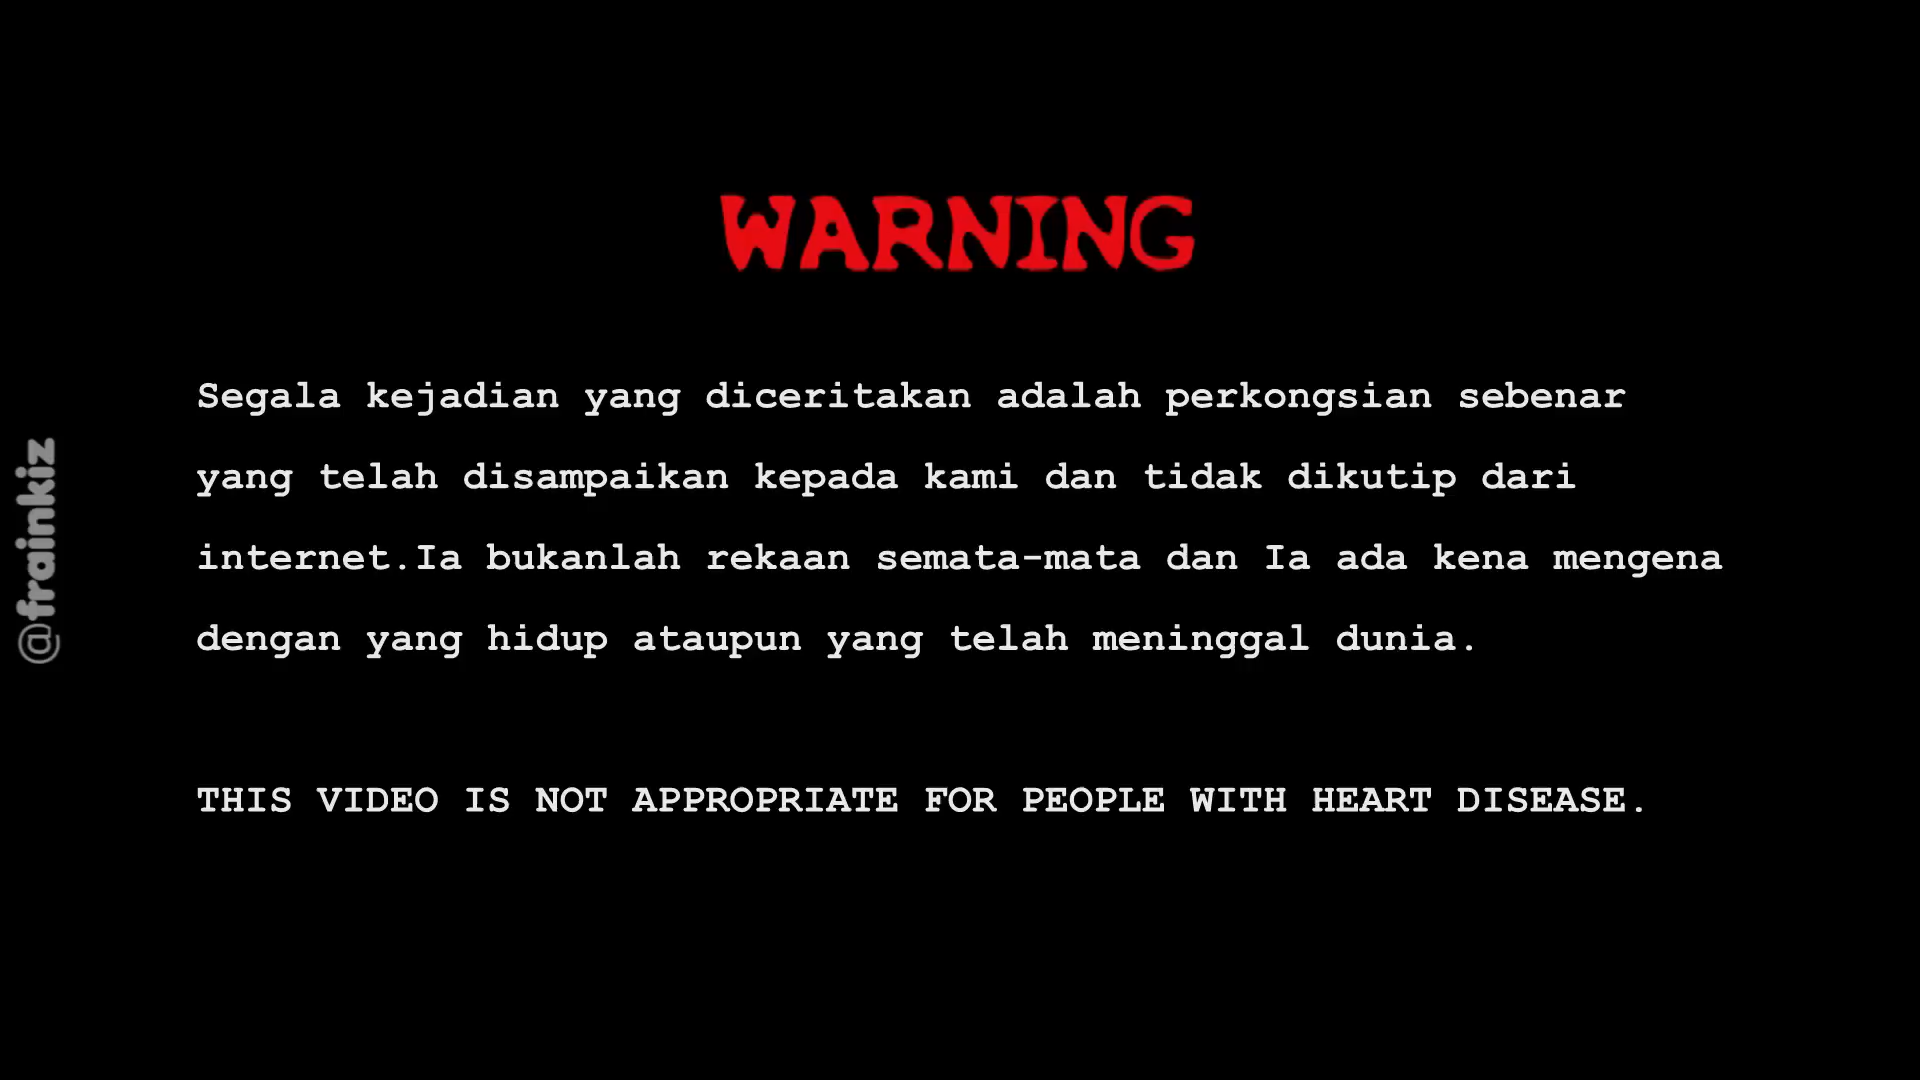 WARNING
Segala kejadian yang diceritakan adalah perkongsian sebenar
yang telah disampaikan kepada kami dan tidak dikutip dari
internet.Ia bukanlah rekaan semata-mata dan Ia ada kena mengena
dengan yang hidup ataupun yang telah meninggal dunia.
THIS VIDEO IS NOT APPROPRIATE FOR PEOPLE WITH HEART DISEASE.
@frainkiz